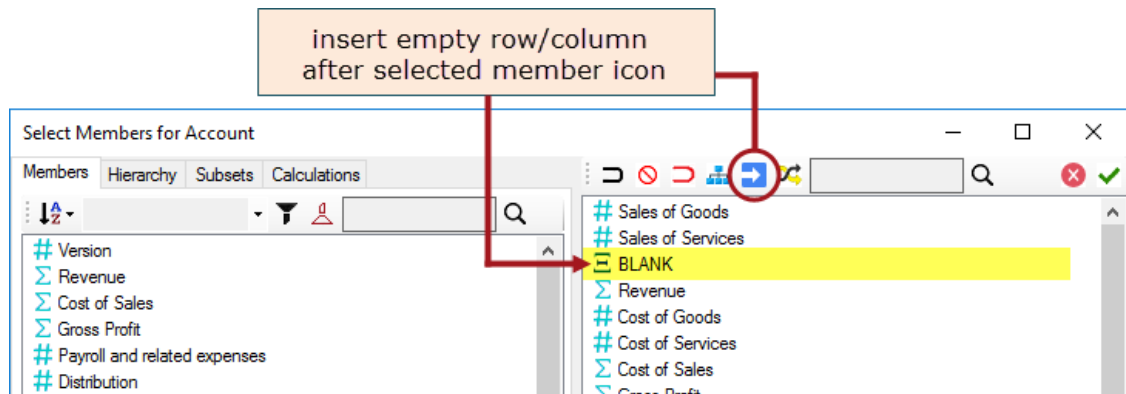 insert empty row/column
after selected member icon
Select Members for Account
Members Hierarchy Subsets Calculations
# Version
Σ Revenue
Σ Cost of Sales
Σ Gross Profit
# Payroll and related expenses
# Distribution
# Sales of Goods
# Sales of Services
BLANK
Σ Revenue
# Cost of Goods
# Cost of Services
Σ Cost of Sales
Σ Gross Profit